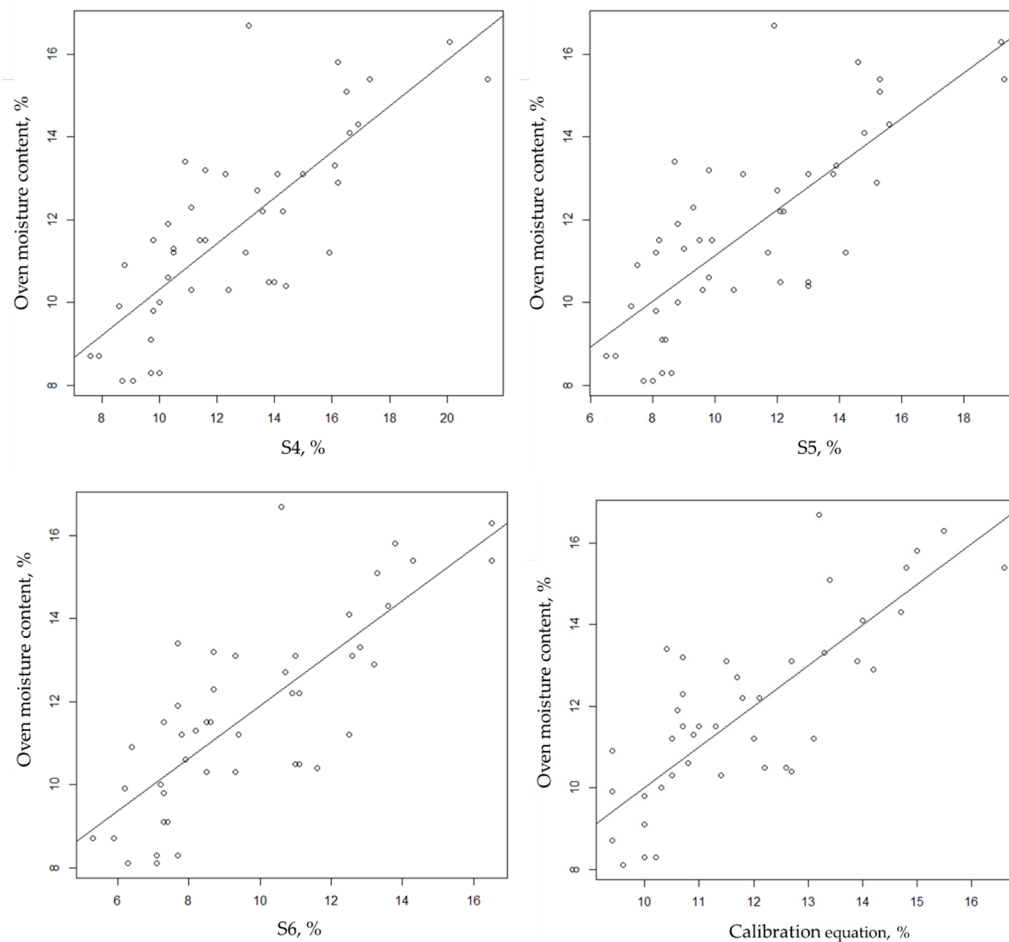 Oven moisture content, %
16
14
12
10
8
8 10 12 14 16 18 20
S4, %
Oven moisture content, %
16
14
12
10
8
6 8 10 12 14 16 18
S5, %
Oven moisture content, %
16
14
12
10
8
6 8 10 12 14 16
S6, %
Oven moisture content, %
16
14
12
10
8
10 11 12 13 14 15 16
Calibration equation, %